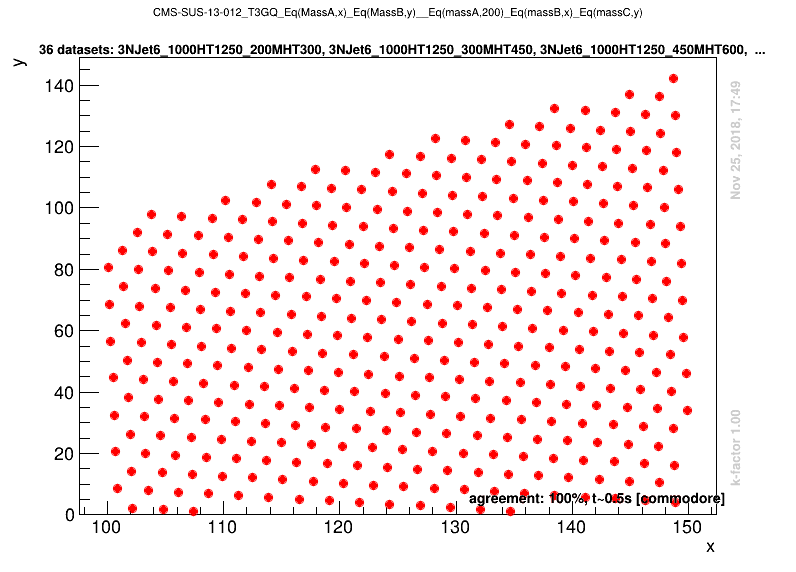 CMS-SUS-13-012_T3GQ_Eq(MassA,x)_Eq(MassB,y)__Eq(massA,200)_Eq(massB,x)_Eq(massC,y)
36 datasets: 3NJet6_1000HT1250_200MHT300, 3NJet6_1000HT1250_300MHT450, 3NJet6_1000HT1250_450MHT600, ...
y
140
120
100
80
60
40
20
0
100 110 120 130 140 150
x
agreement: 100%, t~0.5s [commodore]
Nov 25, 2018, 17:49
k-factor 1.00